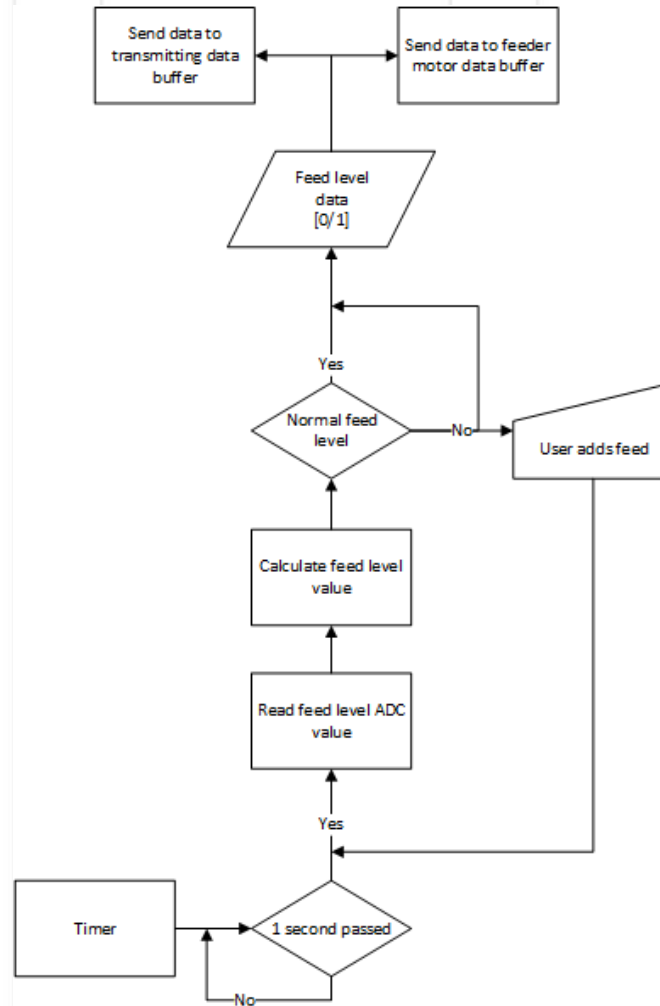 Send data to
transmitting data
buffer
Send data to feeder
motor data buffer
Feed level
data
[0/1]
Yes
Normal feed
level
No
User adds feed
Calculate feed level
value
Read feed level ADC
value
Yes
Timer
1 second passed
No